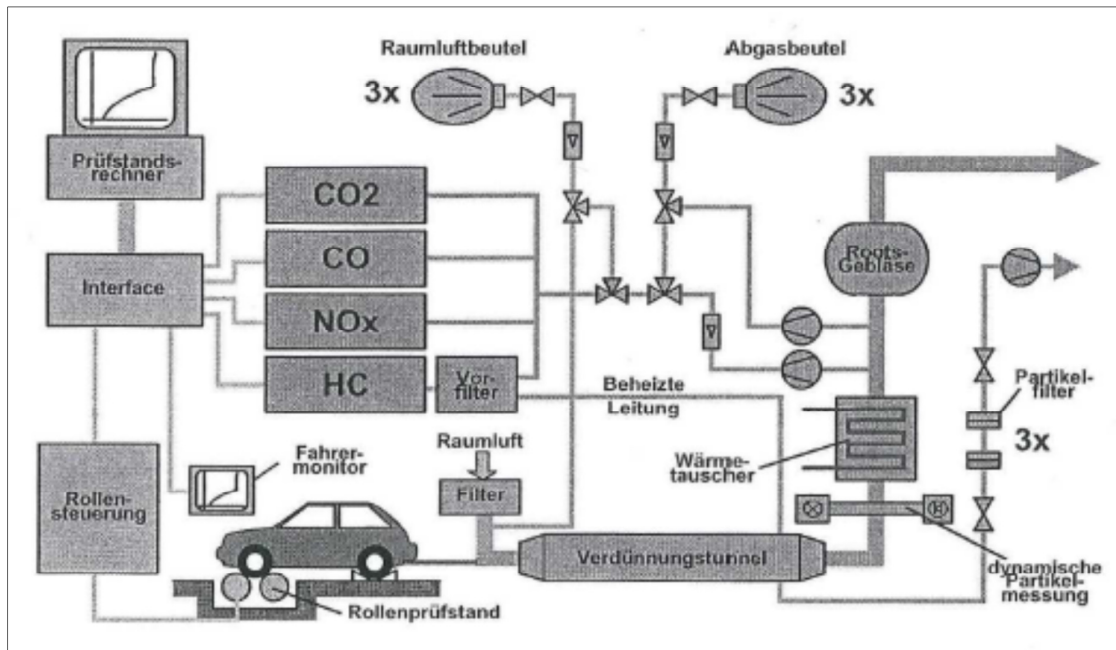 Raumluftbeutel
Abgasbeutel
3x
3x
Prüfstands-
rechner
CO2
Roots-
Gebläse
CO
Interface
NOx
HC
Vor-
filter
Beheizte
Leitung
Partikel-
filter
3x
Raumluft
Fahrer-
monitor
Wärme-
tauscher
Filter
Rollen-
steuerung
Verdünnungstunnel
dynamische
Partikel-
messung
Rollenprüfstand